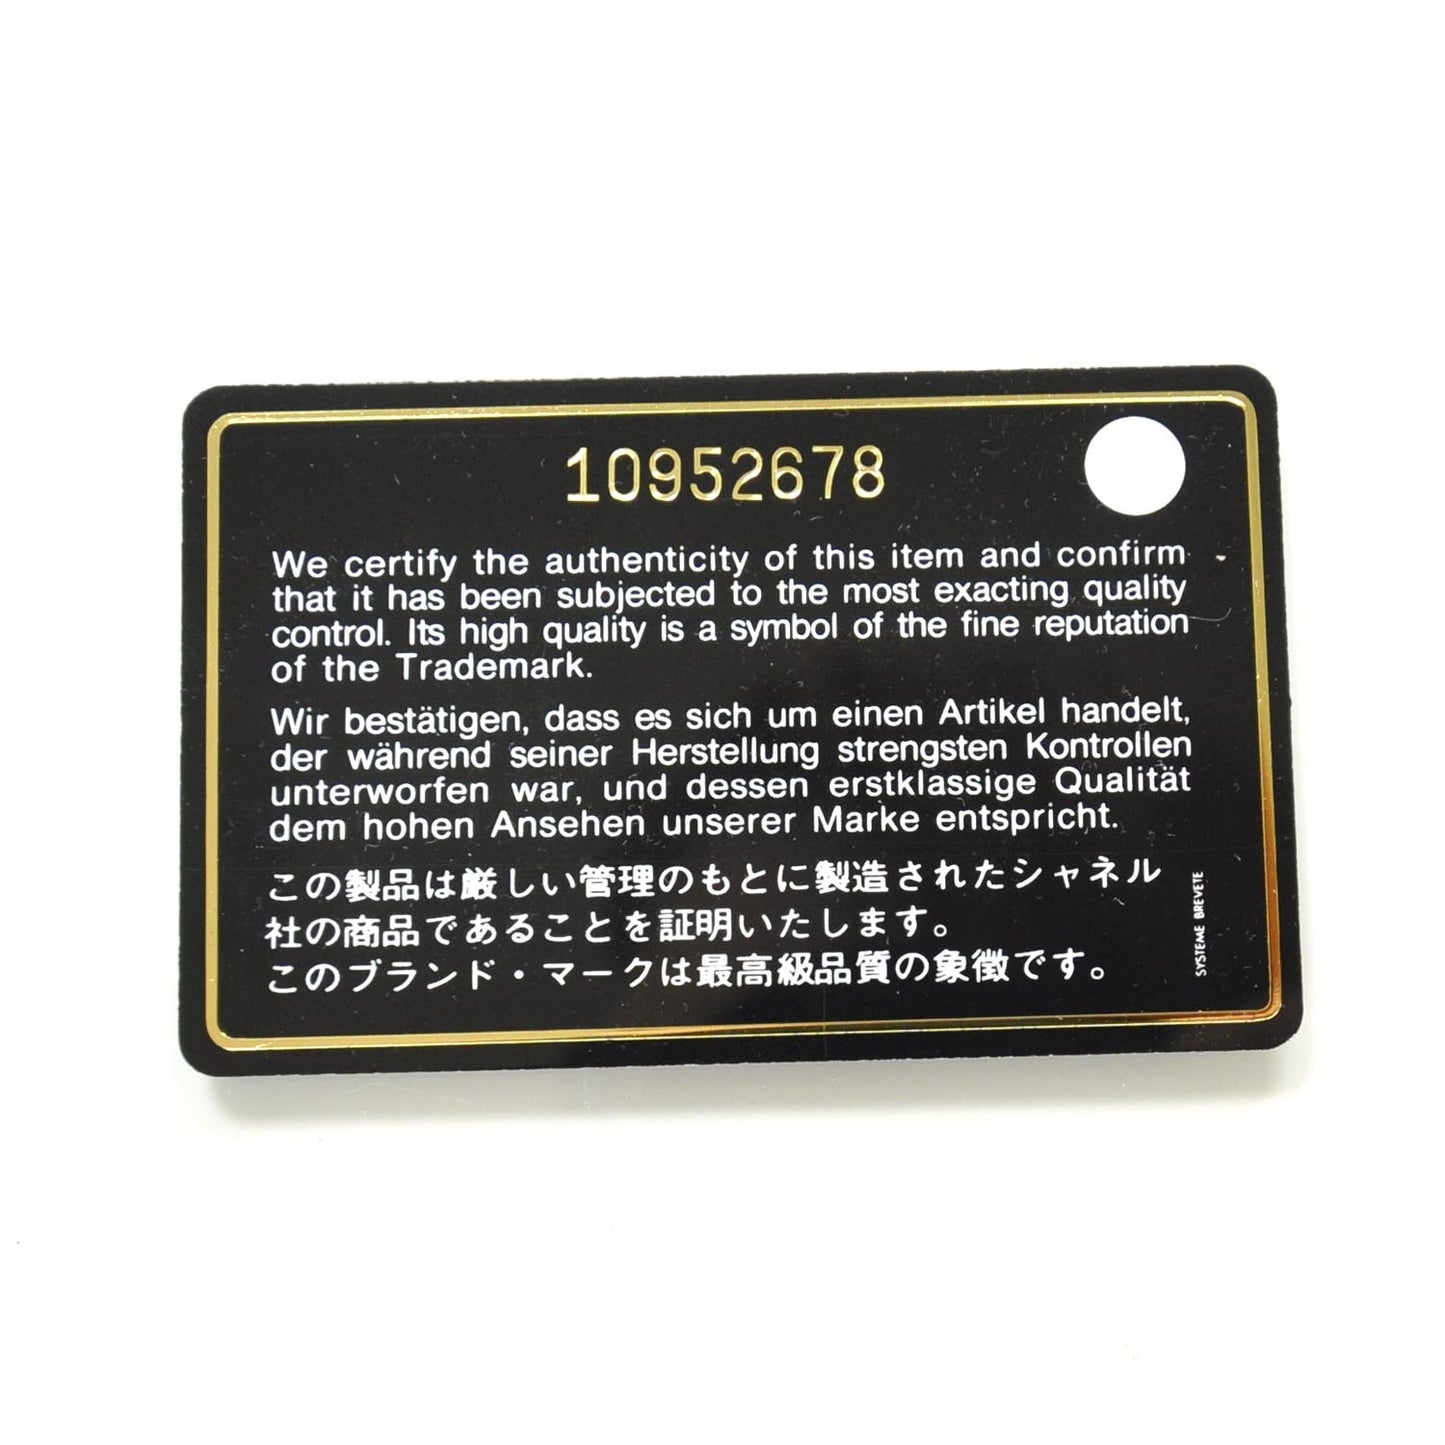 10952678
We certify the authenticity of this item and confirm
that it has been subjected to the most exacting quality
control. Its high quality is a symbol of the fine reputation
of the Trademark.
Wir bestätigen, dass es sich um einen Artikel handelt,
der während seiner Herstellung strengsten Kontrollen
unterworfen war, und dessen erstklassige Qualität
dem hohen Ansehen unserer Marke entspricht.
この製品は厳しい管理のもとに製造されたシャネル
社の商品であることを証明いたします。
このブランド・マークは最高級品質の象徴です。
SYSTEME BREVETE